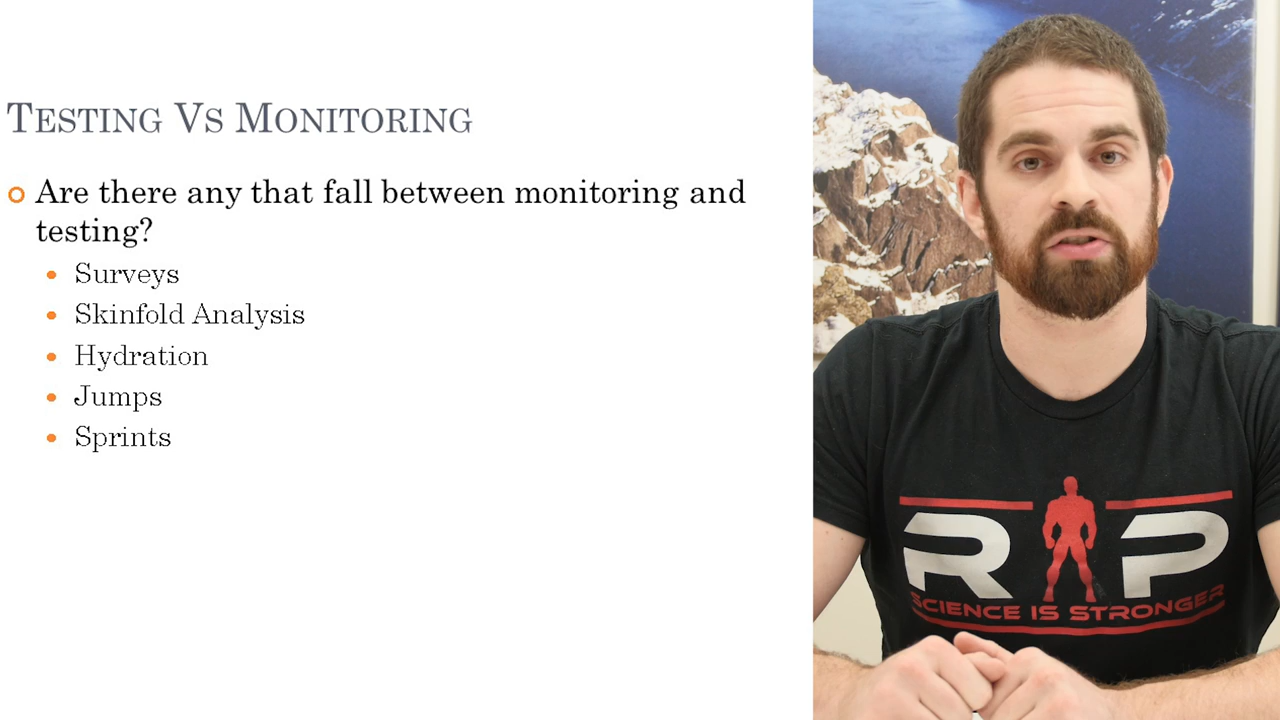 TESTING VS MONITORING
Are there any that fall between monitoring and
testing?
Surveys
Skinfold Analysis
Hydration
Jumps
Sprints
RP
SCIENCE IS STRONGER